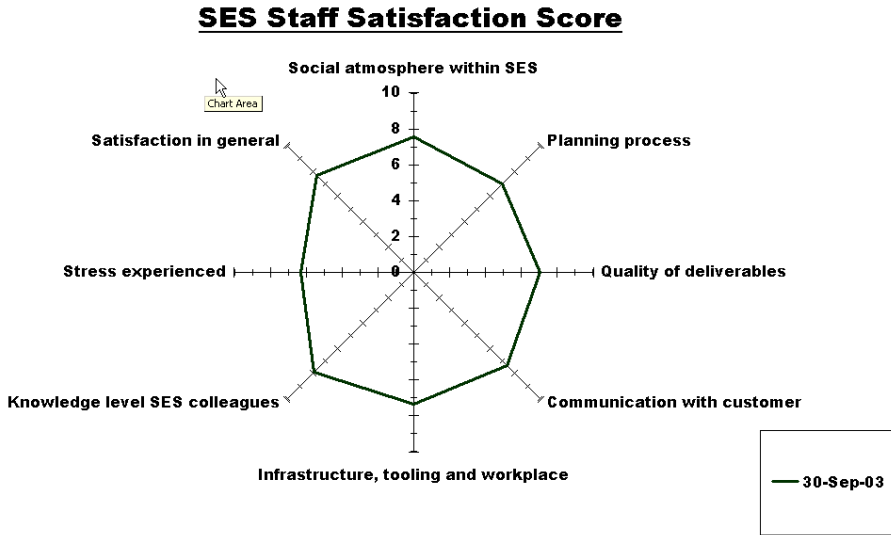 SES Staff Satisfaction Score
Social atmosphere within SES
Chart Area
10
8
6
4
2
0
Satisfaction in general
Planning process
Stress experienced
Quality of deliverables
Knowledge level SES colleagues
Communication with customer
Infrastructure, tooling and workplace
30-Sep-03